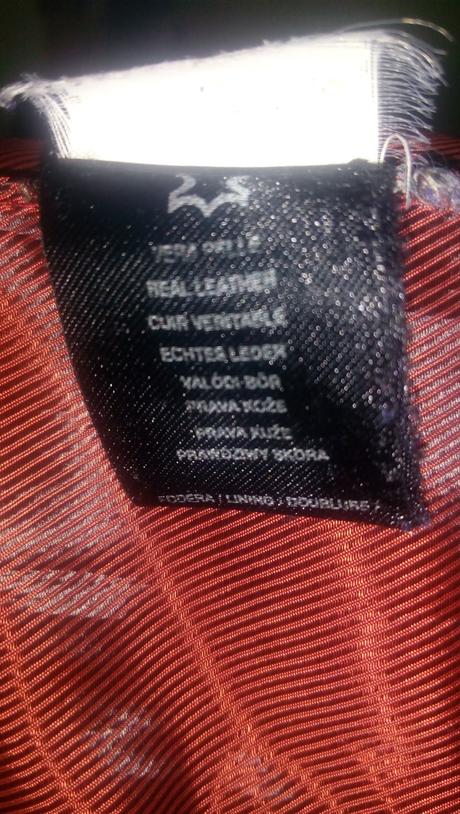 VERA PELLE
REAL LEATHER
CUIR VERITABLE
ECHTES LEDER
VALÓDI BŐR
PRAVA KOŽE
PRAVA KUŽE
PRAWDZIWY SKÓRA
FODERA / LINING / DOUBLURE /